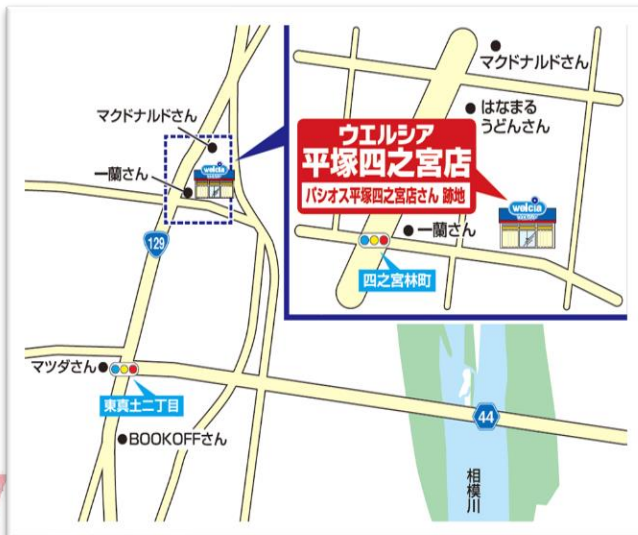 マクドナルドさん
一蘭さん
welcia
129
マツダさん
東真土二丁目
BOOKOFFさん
44
相模川
マクドナルドさん
はなまる
うどんさん
ウエルシア
平塚四之宮店
パシオス平塚四之宮店さん 跡地
welcia
一蘭さん
四之宮林町